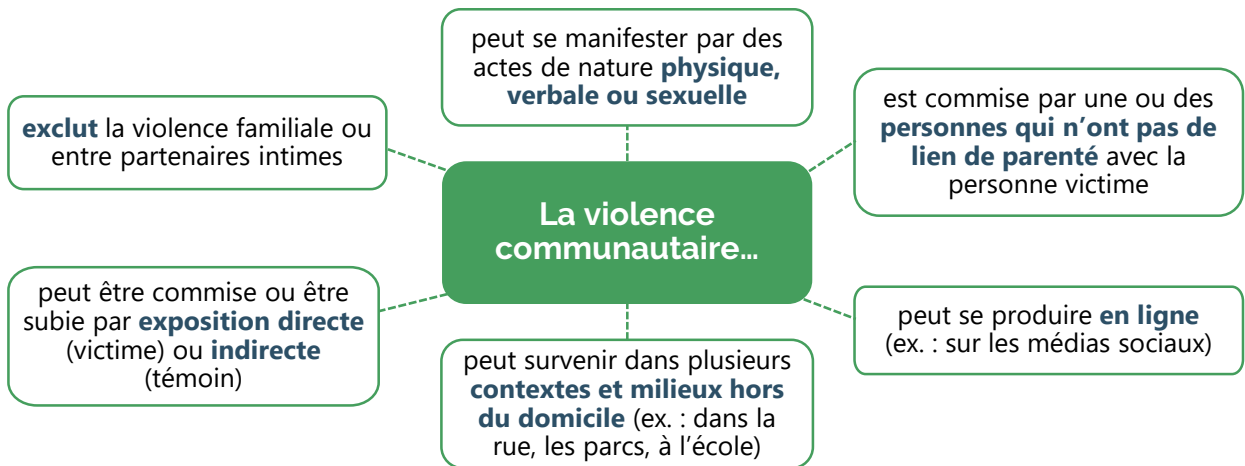 peut se manifester par des
actes de nature physique,
verbale ou sexuelle
exclut la violence familiale ou
entre partenaires intimes
est commise par une ou des
personnes qui n’ont pas de
lien de parenté avec la
personne victime
La violence
communautaire…
peut être commise ou être
subie par exposition directe
(victime) ou indirecte
(témoin)
peut survenir dans plusieurs
contextes et milieux hors
du domicile (ex. : dans la
rue, les parcs, à l’école)
peut se produire en ligne
(ex. : sur les médias sociaux)